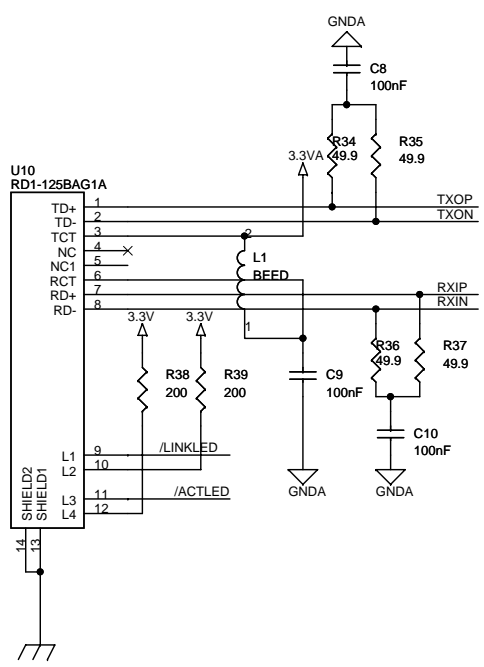 GNDA
C8
100nF
R34
49.9
R35
49.9
3.3VA
U10
RD1-125BAG1A
TD+ 1 TXOP
TD- 2 TXON
TCT 3
NC 4
NC1 5
RCT 6
RD+ 7 RXIP
RD- 8 RXIN
2
L1
BEED
1
3.3V
3.3V
R38
200
R39
200
C9
100nF
R36
49.9
R37
49.9
C10
100nF
L1 9 /LINKLED
L2 10
L3 11 /ACTLED
L4 12
GNDA
GNDA
SHIELD2
SHIELD1
14
13